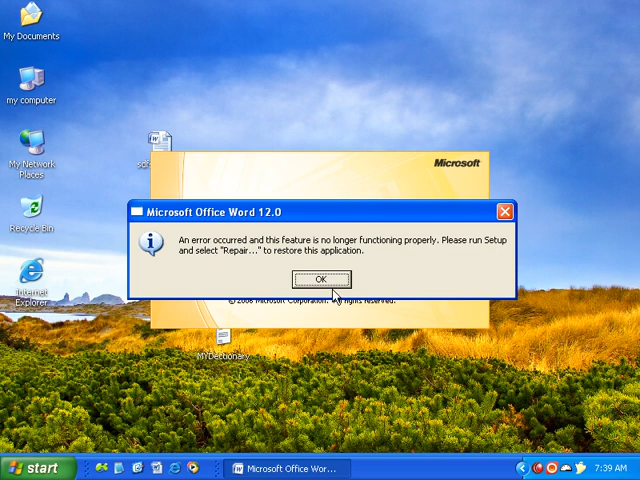 My Documents
my computer
My Network
Places
Recycle Bin
Internet
Explorer
Microsoft
Microsoft Office Word 12.0
An error occurred and this feature is no longer functioning properly. Please run Setup
and select "Repair..." to restore this application.
OK
Microsoft Corporation. All rights reserved.
MYDectionary
start
Microsoft Office Wor...
7:39 AM